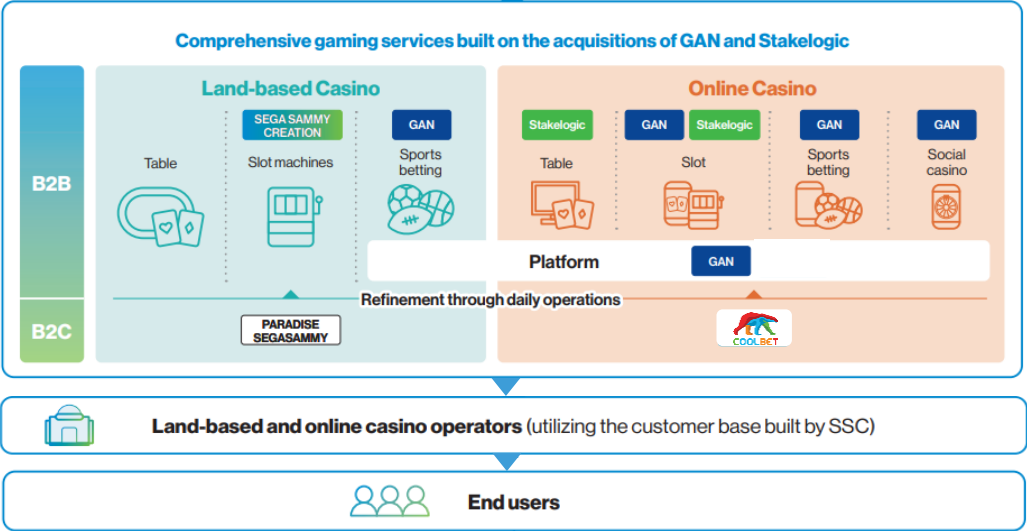 Comprehensive gaming services built on the acquisitions of GAN and Stakelogic
B2B
Land-based Casino
Table
SEGA SAMMY
CREATION
Slot machines
GAN
Sports
betting
Online Casino
Stakelogic
Table
GAN
Stakelogic
Slot
GAN
Sports
betting
GAN
Social
casino
Platform
GAN
Refinement through daily operations
B2C
PARADISE
SEGASAMMY
COOLBET
Land-based and online casino operators (utilizing the customer base built by SSC)
End users